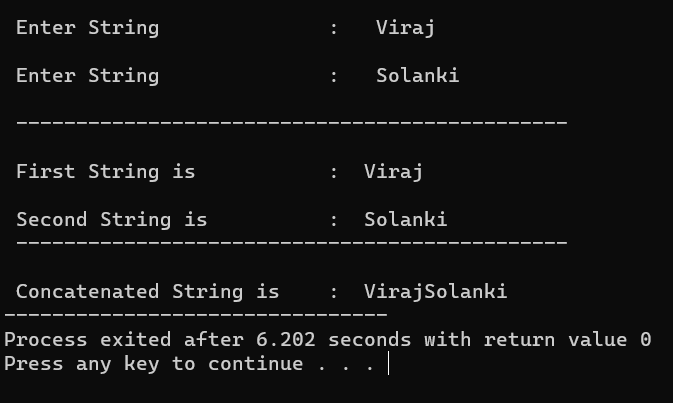 Enter String : Viraj
Enter String : Solanki
----------------------------------------------
First String is : Viraj
Second String is : Solanki
----------------------------------------------
Concatenated String is : VirajSolanki
--------------------------------
Process exited after 6.202 seconds with return value 0
Press any key to continue . . .